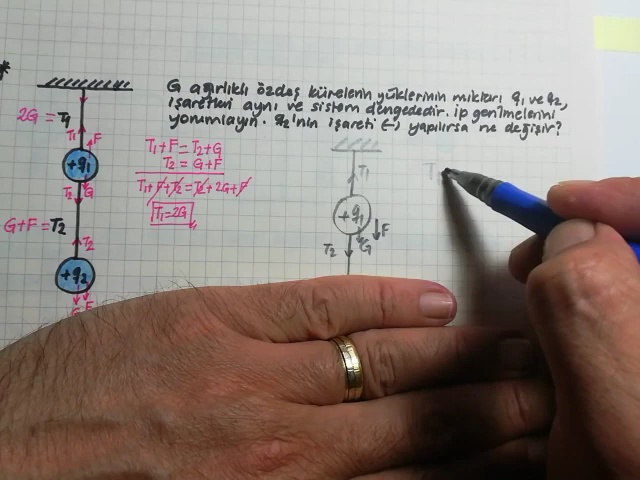 *
G ağırlıklı özdeş kürelerin yüklerinin miktarı q₁ ve q₂,
işaretleri aynı ve sistem dengededir. ip gerilmelerini
yorumlayın. q₂'nin işareti (-) yapılırsa ne değişir?
2G = T₁
T₁ F
+q₁
T₂ G
G+F = T₂
T₂
+q₂
G F
T₁+F = T₂+G
T₂ = G+F
T₁+F+T₂ = T₂+2G+F
T₁=2G
T₁
+q₁
F
T₂ G
T